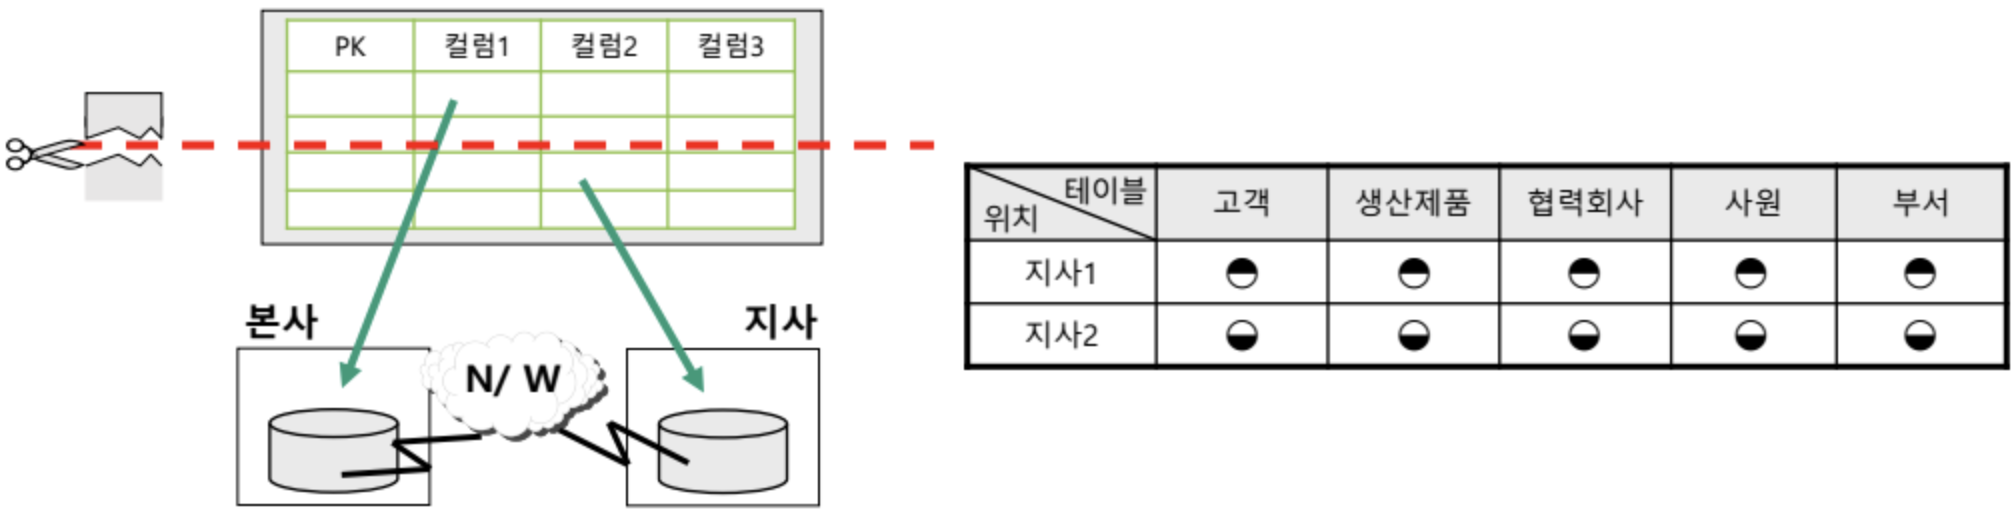 PK 컬럼1 컬럼2 컬럼3
본사
지사
N/ W
테이블
위치
고객 생산제품 협력회사 사원 부서
지사1
지사2